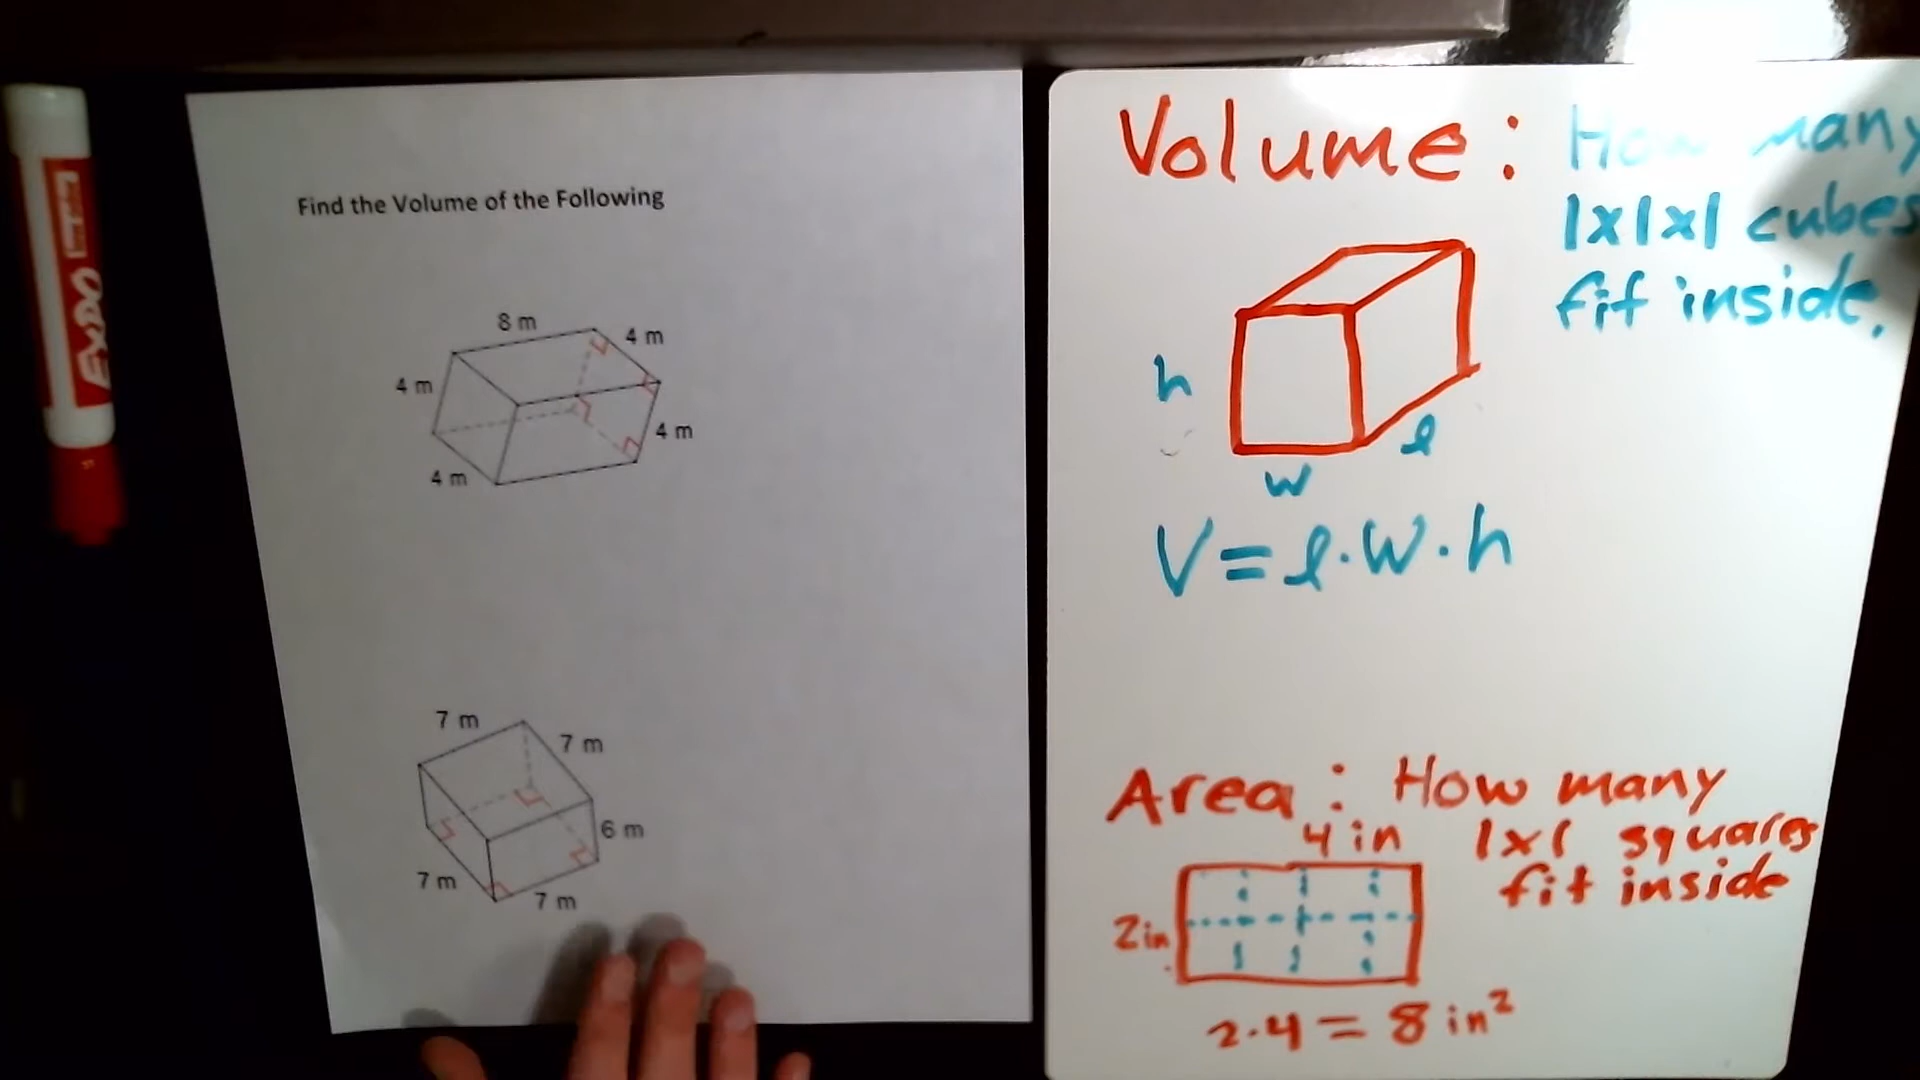 EXPO
Find the Volume of the Following
8 m
4 m
4 m
4 m
4 m
7 m
7 m
6 m
7 m
7 m
Volume: How many
1x1x1 cubes
fit inside.
h
l
w
V = l·w·h
Area: How many
4 in 1x1 squares
fit inside
2in
2·4 = 8 in²